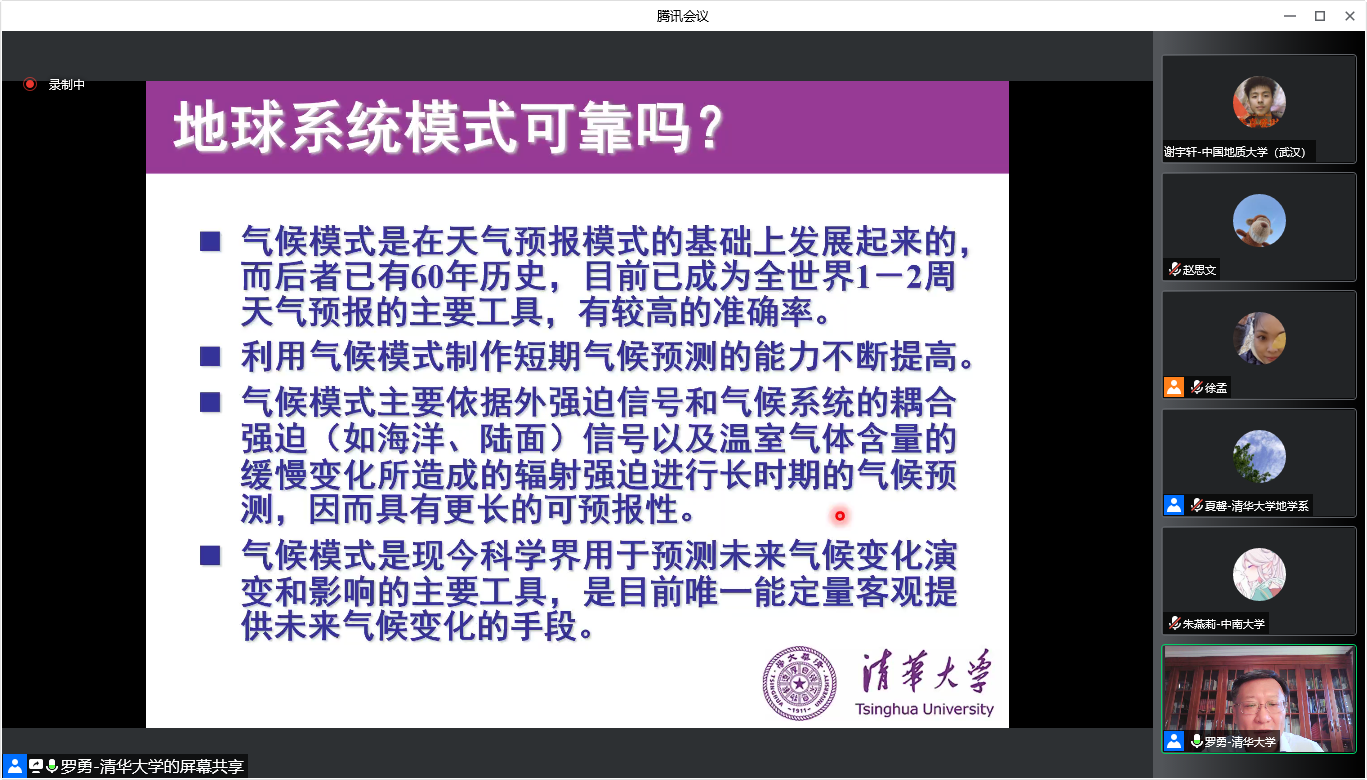 腾讯会议
录制中
地球系统模式可靠吗？
气候模式是在天气预报模式的基础上发展起来的，
而后者已有60年历史，目前已成为全世界1－2周
天气预报的主要工具，有较高的准确率。
利用气候模式制作短期气候预测的能力不断提高。
气候模式主要依据外强迫信号和气候系统的耦合
强迫（如海洋、陆面）信号以及温室气体含量的
缓慢变化所造成的辐射强迫进行长时期的气候预
测，因而具有更长的可预报性。
气候模式是现今科学界用于预测未来气候变化演
变和影响的主要工具，是目前唯一能定量客观提
供未来气候变化的手段。
清華大学
Tsinghua University
TSINGHUA UNIVERSITY
1911
谢宇轩-中国地质大学（武汉）
赵思文
徐孟
夏馨-清华大学地学系
朱燕莉-中南大学
罗勇-清华大学
罗勇-清华大学的屏幕共享